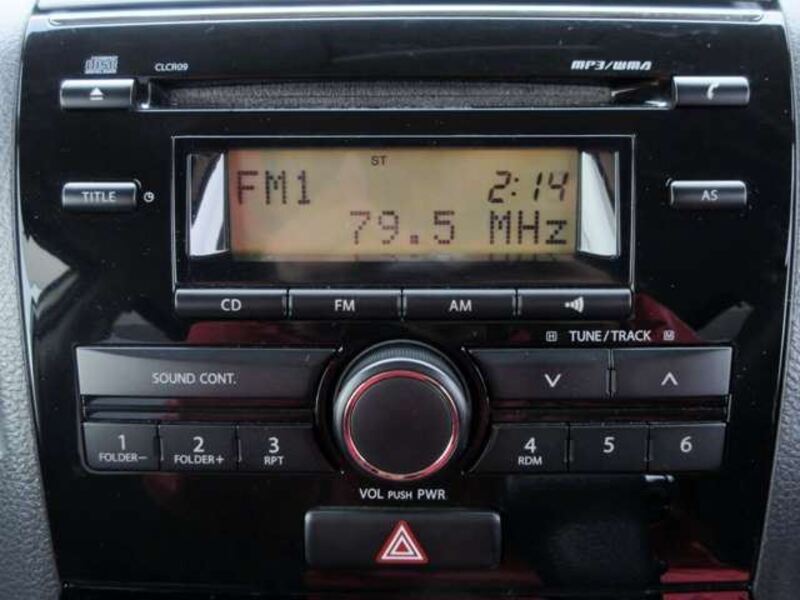 disc CLCR09 MP3/WMA
ST
FM1 2:14
TITLE AS
79.5 MHz
CD FM AM
H TUNE/TRACK M
SOUND CONT.
1 2 3 4 5 6
FOLDER− FOLDER+ RPT RDM
VOL PUSH PWR